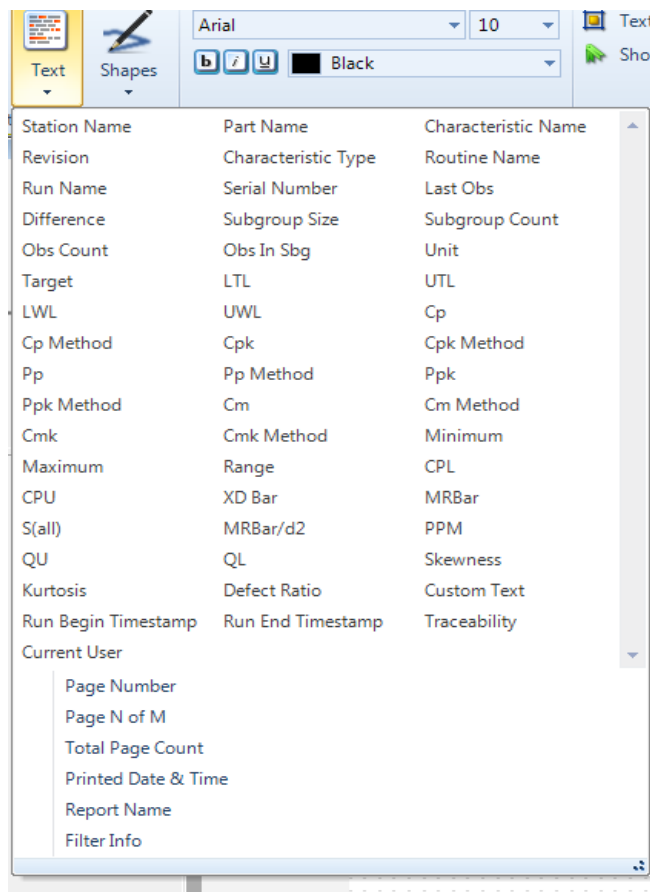 Arial 10 Text
Text Shapes b i u Black Sho
Station Name Part Name Characteristic Name
Revision Characteristic Type Routine Name
Run Name Serial Number Last Obs
Difference Subgroup Size Subgroup Count
Obs Count Obs In Sbg Unit
Target LTL UTL
LWL UWL Cp
Cp Method Cpk Cpk Method
Pp Pp Method Ppk
Ppk Method Cm Cm Method
Cmk Cmk Method Minimum
Maximum Range CPL
CPU XD Bar MRBar
S(all) MRBar/d2 PPM
QU QL Skewness
Kurtosis Defect Ratio Custom Text
Run Begin Timestamp Run End Timestamp Traceability
Current User
Page Number
Page N of M
Total Page Count
Printed Date & Time
Report Name
Filter Info